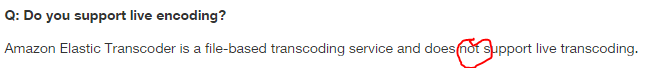 Q: Do you support live encoding?
Amazon Elastic Transcoder is a file-based transcoding service and does not support live transcoding.